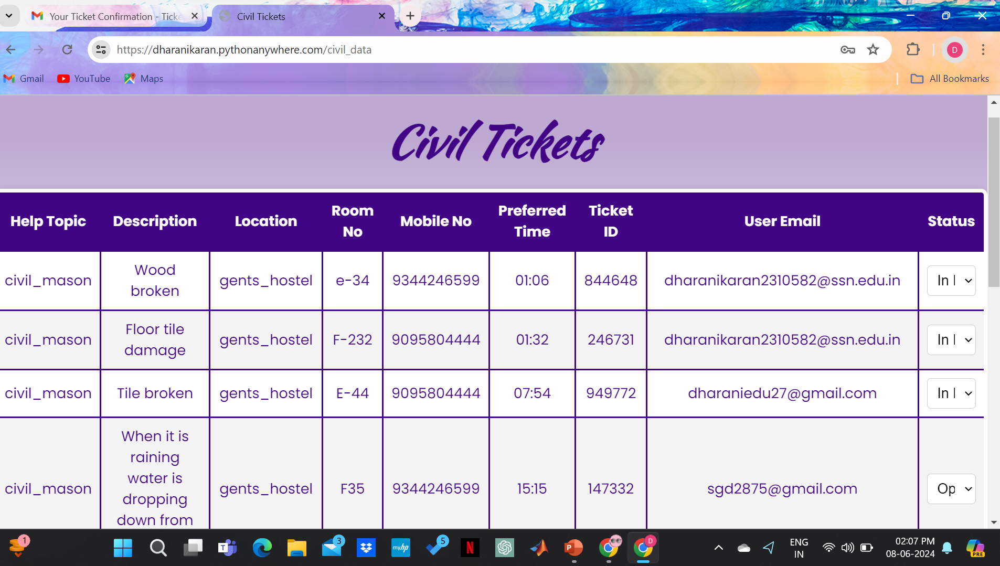 Your Ticket Confirmation - Ticke
Civil Tickets
https://dharanikaran.pythonanywhere.com/civil_data
D
Gmail
YouTube
Maps
All Bookmarks
Civil Tickets
Help Topic Description Location Room No Mobile No Preferred Time Ticket ID User Email Status
civil_mason Wood broken gents_hostel e-34 9344246599 01:06 844648 dharanikaran2310582@ssn.edu.in In
civil_mason Floor tile damage gents_hostel F-232 9095804444 01:32 246731 dharanikaran2310582@ssn.edu.in In
civil_mason Tile broken gents_hostel E-44 9095804444 07:54 949772 dharaniedu27@gmail.com In
civil_mason When it is raining water is dropping down from gents_hostel F35 9344246599 15:15 147332 sgd2875@gmail.com Op
1
T
3
myhp
5
N
P
D
ENG
IN
02:07 PM
08-06-2024
PRE